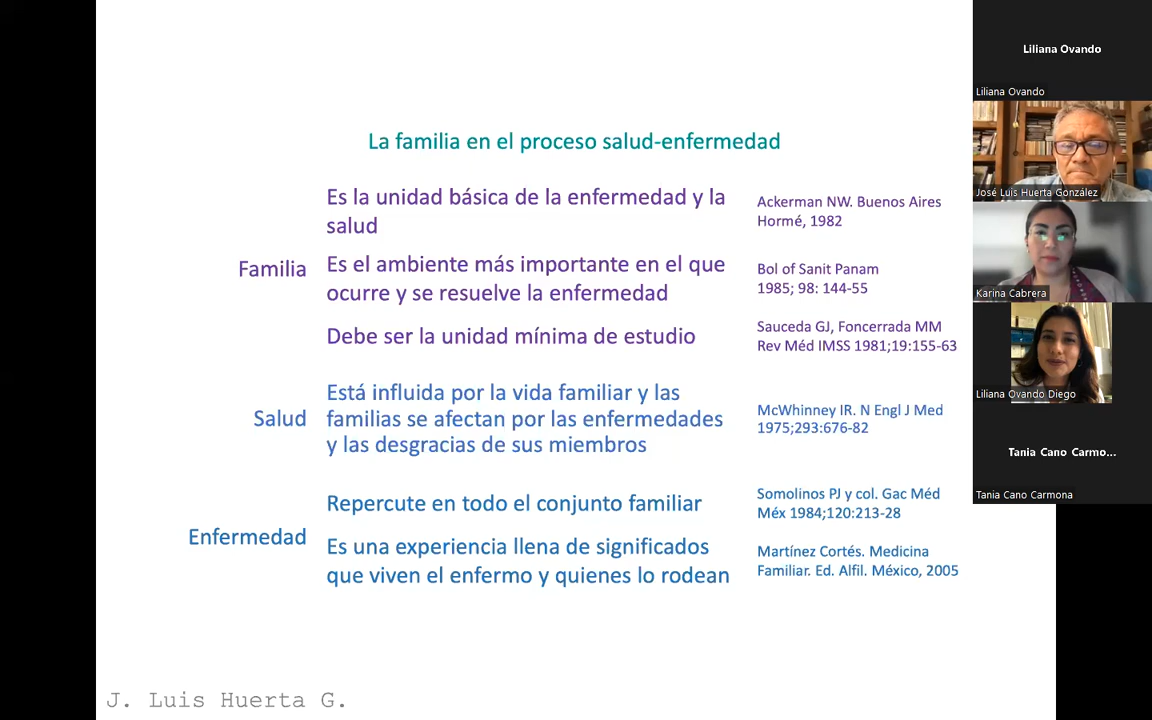 La familia en el proceso salud-enfermedad
Familia
Es la unidad básica de la enfermedad y la
salud
Ackerman NW. Buenos Aires
Hormé, 1982
Es el ambiente más importante en el que
ocurre y se resuelve la enfermedad
Bol of Sanit Panam
1985; 98: 144-55
Debe ser la unidad mínima de estudio
Sauceda GJ, Foncerrada MM
Rev Méd IMSS 1981;19:155-63
Salud
Está influida por la vida familiar y las
familias se afectan por las enfermedades
y las desgracias de sus miembros
McWhinney IR. N Engl J Med
1975;293:676-82
Enfermedad
Repercute en todo el conjunto familiar
Somolinos PJ y col. Gac Méd
Méx 1984;120:213-28
Es una experiencia llena de significados
que viven el enfermo y quienes lo rodean
Martínez Cortés. Medicina
Familiar. Ed. Alfil. México, 2005
J. Luis Huerta G.
Liliana Ovando
Liliana Ovando
José Luis Huerta González
Karina Cabrera
Liliana Ovando Diego
Tania Cano Carmo...
Tania Cano Carmona